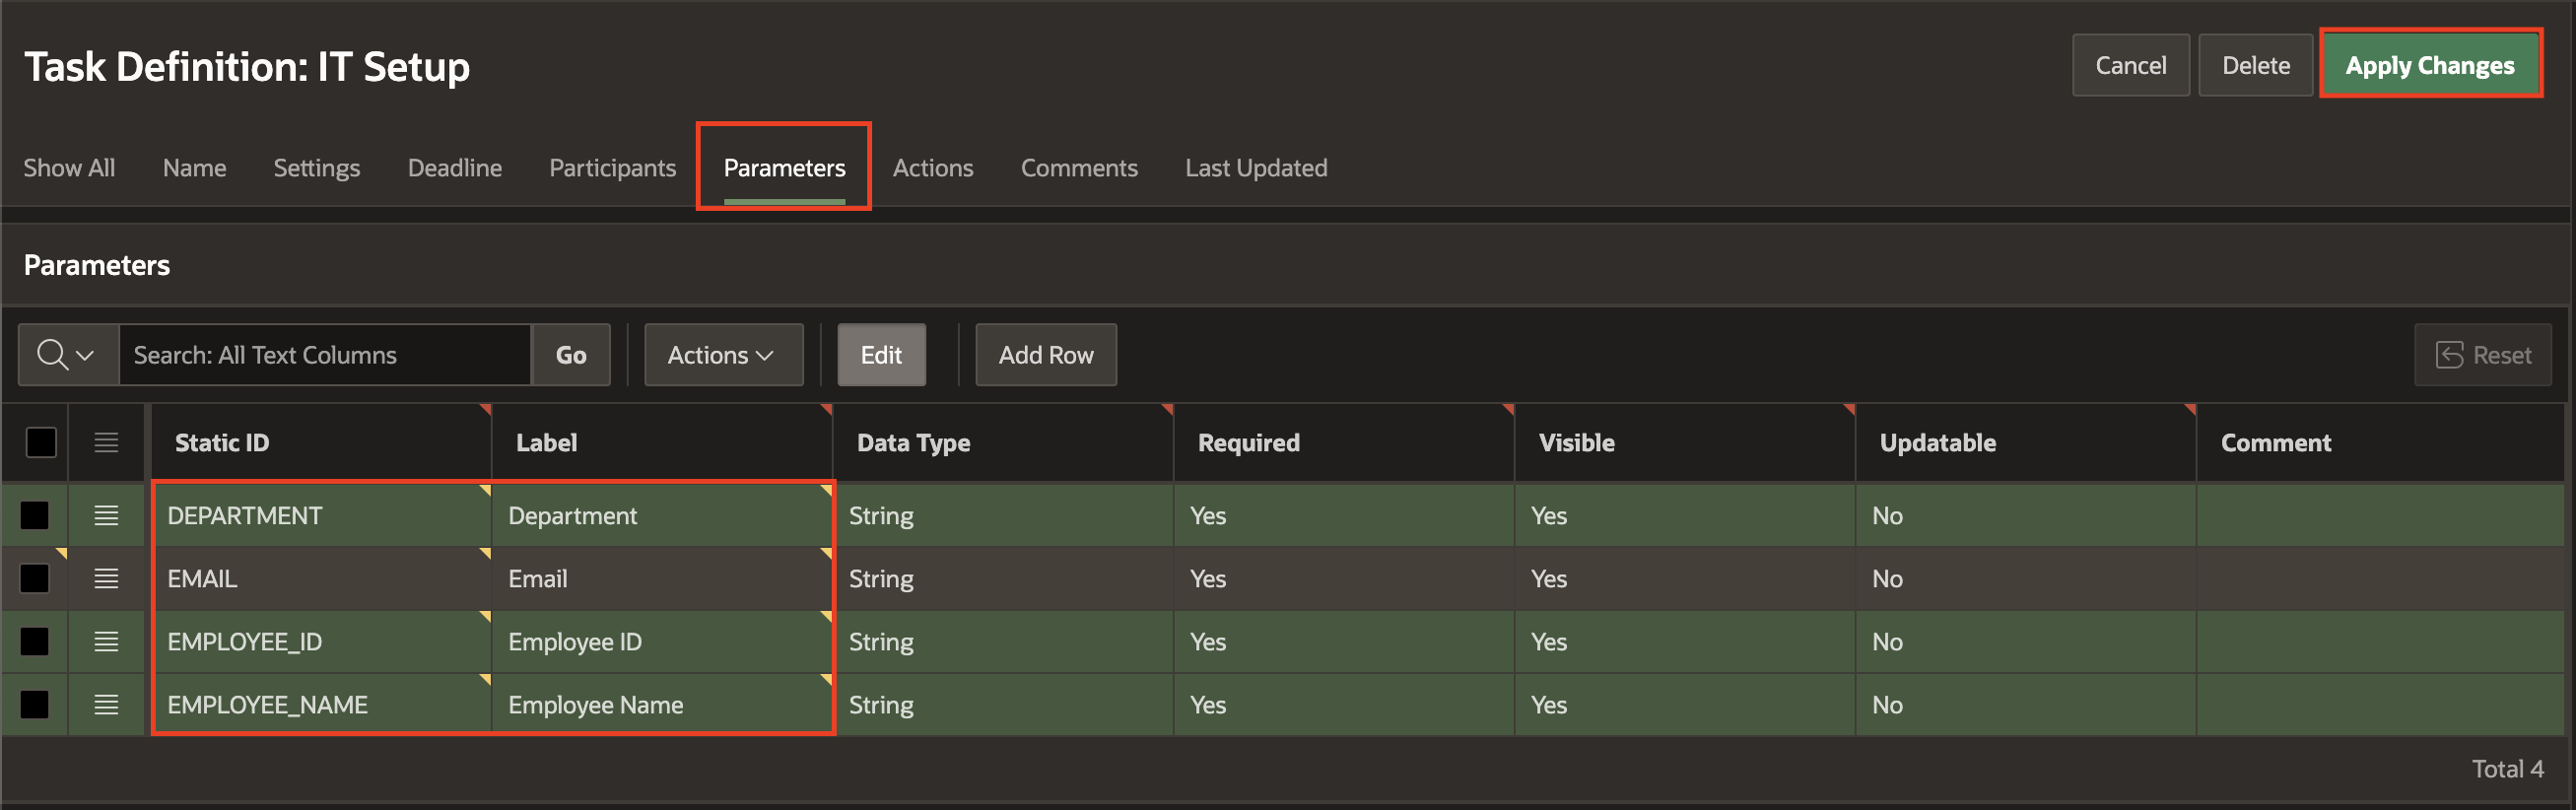 Task Definition: IT Setup
Cancel Delete Apply Changes
Show All Name Settings Deadline Participants Parameters Actions Comments Last Updated
Parameters
Search: All Text Columns Go Actions Edit Add Row Reset
Static ID Label Data Type Required Visible Updatable Comment
DEPARTMENT Department String Yes Yes No
EMAIL Email String Yes Yes No
EMPLOYEE_ID Employee ID String Yes Yes No
EMPLOYEE_NAME Employee Name String Yes Yes No
Total 4